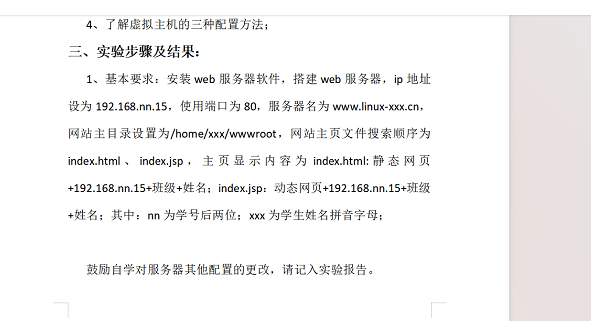 4、了解虚拟主机的三种配置方法；
三、实验步骤及结果：
1、基本要求：安装 web 服务器软件，搭建 web 服务器，ip 地址
设为 192.168.nn.15，使用端口为 80，服务器名为 www.linux-xxx.cn，
网站主目录设置为/home/xxx/wwwroot，网站主页文件搜索顺序为
index.html、index.jsp，主页显示内容为 index.html:静态网页
+192.168.nn.15+班级+姓名；index.jsp：动态网页+192.168.nn.15+班级
+姓名；其中：nn 为学号后两位；xxx 为学生姓名拼音字母；
鼓励自学对服务器其他配置的更改，请记入实验报告。